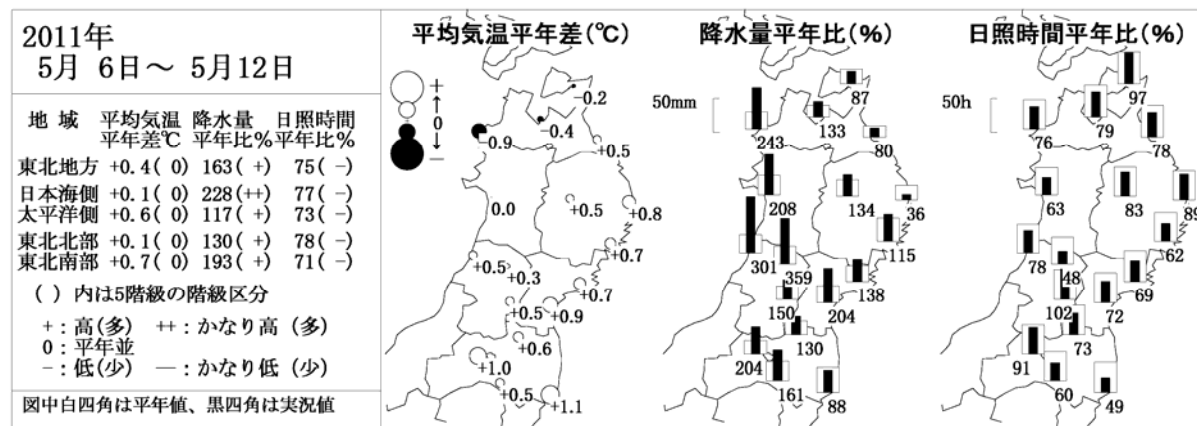 2011年
5月 6日～ 5月12日
地 域 平均気温 降水量 日照時間
平年差℃ 平年比% 平年比%
東北地方 +0.4( 0) 163( +) 75( -)
日本海側 +0.1( 0) 228(++) 77( -)
太平洋側 +0.6( 0) 117( +) 73( -)
東北北部 +0.1( 0) 130( +) 78( -)
東北南部 +0.7( 0) 193( +) 71( -)
( ) 内は5階級の階級区分
+：高(多) ++：かなり高 (多)
0：平年並
-：低(少) —：かなり低 (少)
図中白四角は平年値、黒四角は実況値
平均気温平年差(℃)
+
↑
0
↓
-
-0.2
-0.4
-0.9
+0.5
0.0
+0.5
+0.8
+0.7
+0.5
+0.3
+0.7
+0.5
+0.9
+0.6
+1.0
+0.5
+1.1
降水量平年比(%)
50mm
87
133
243
80
208
134
36
115
301
359
138
150
204
130
204
161
88
日照時間平年比(%)
50h
97
79
76
78
63
83
89
62
78
48
69
102
72
73
91
60
49